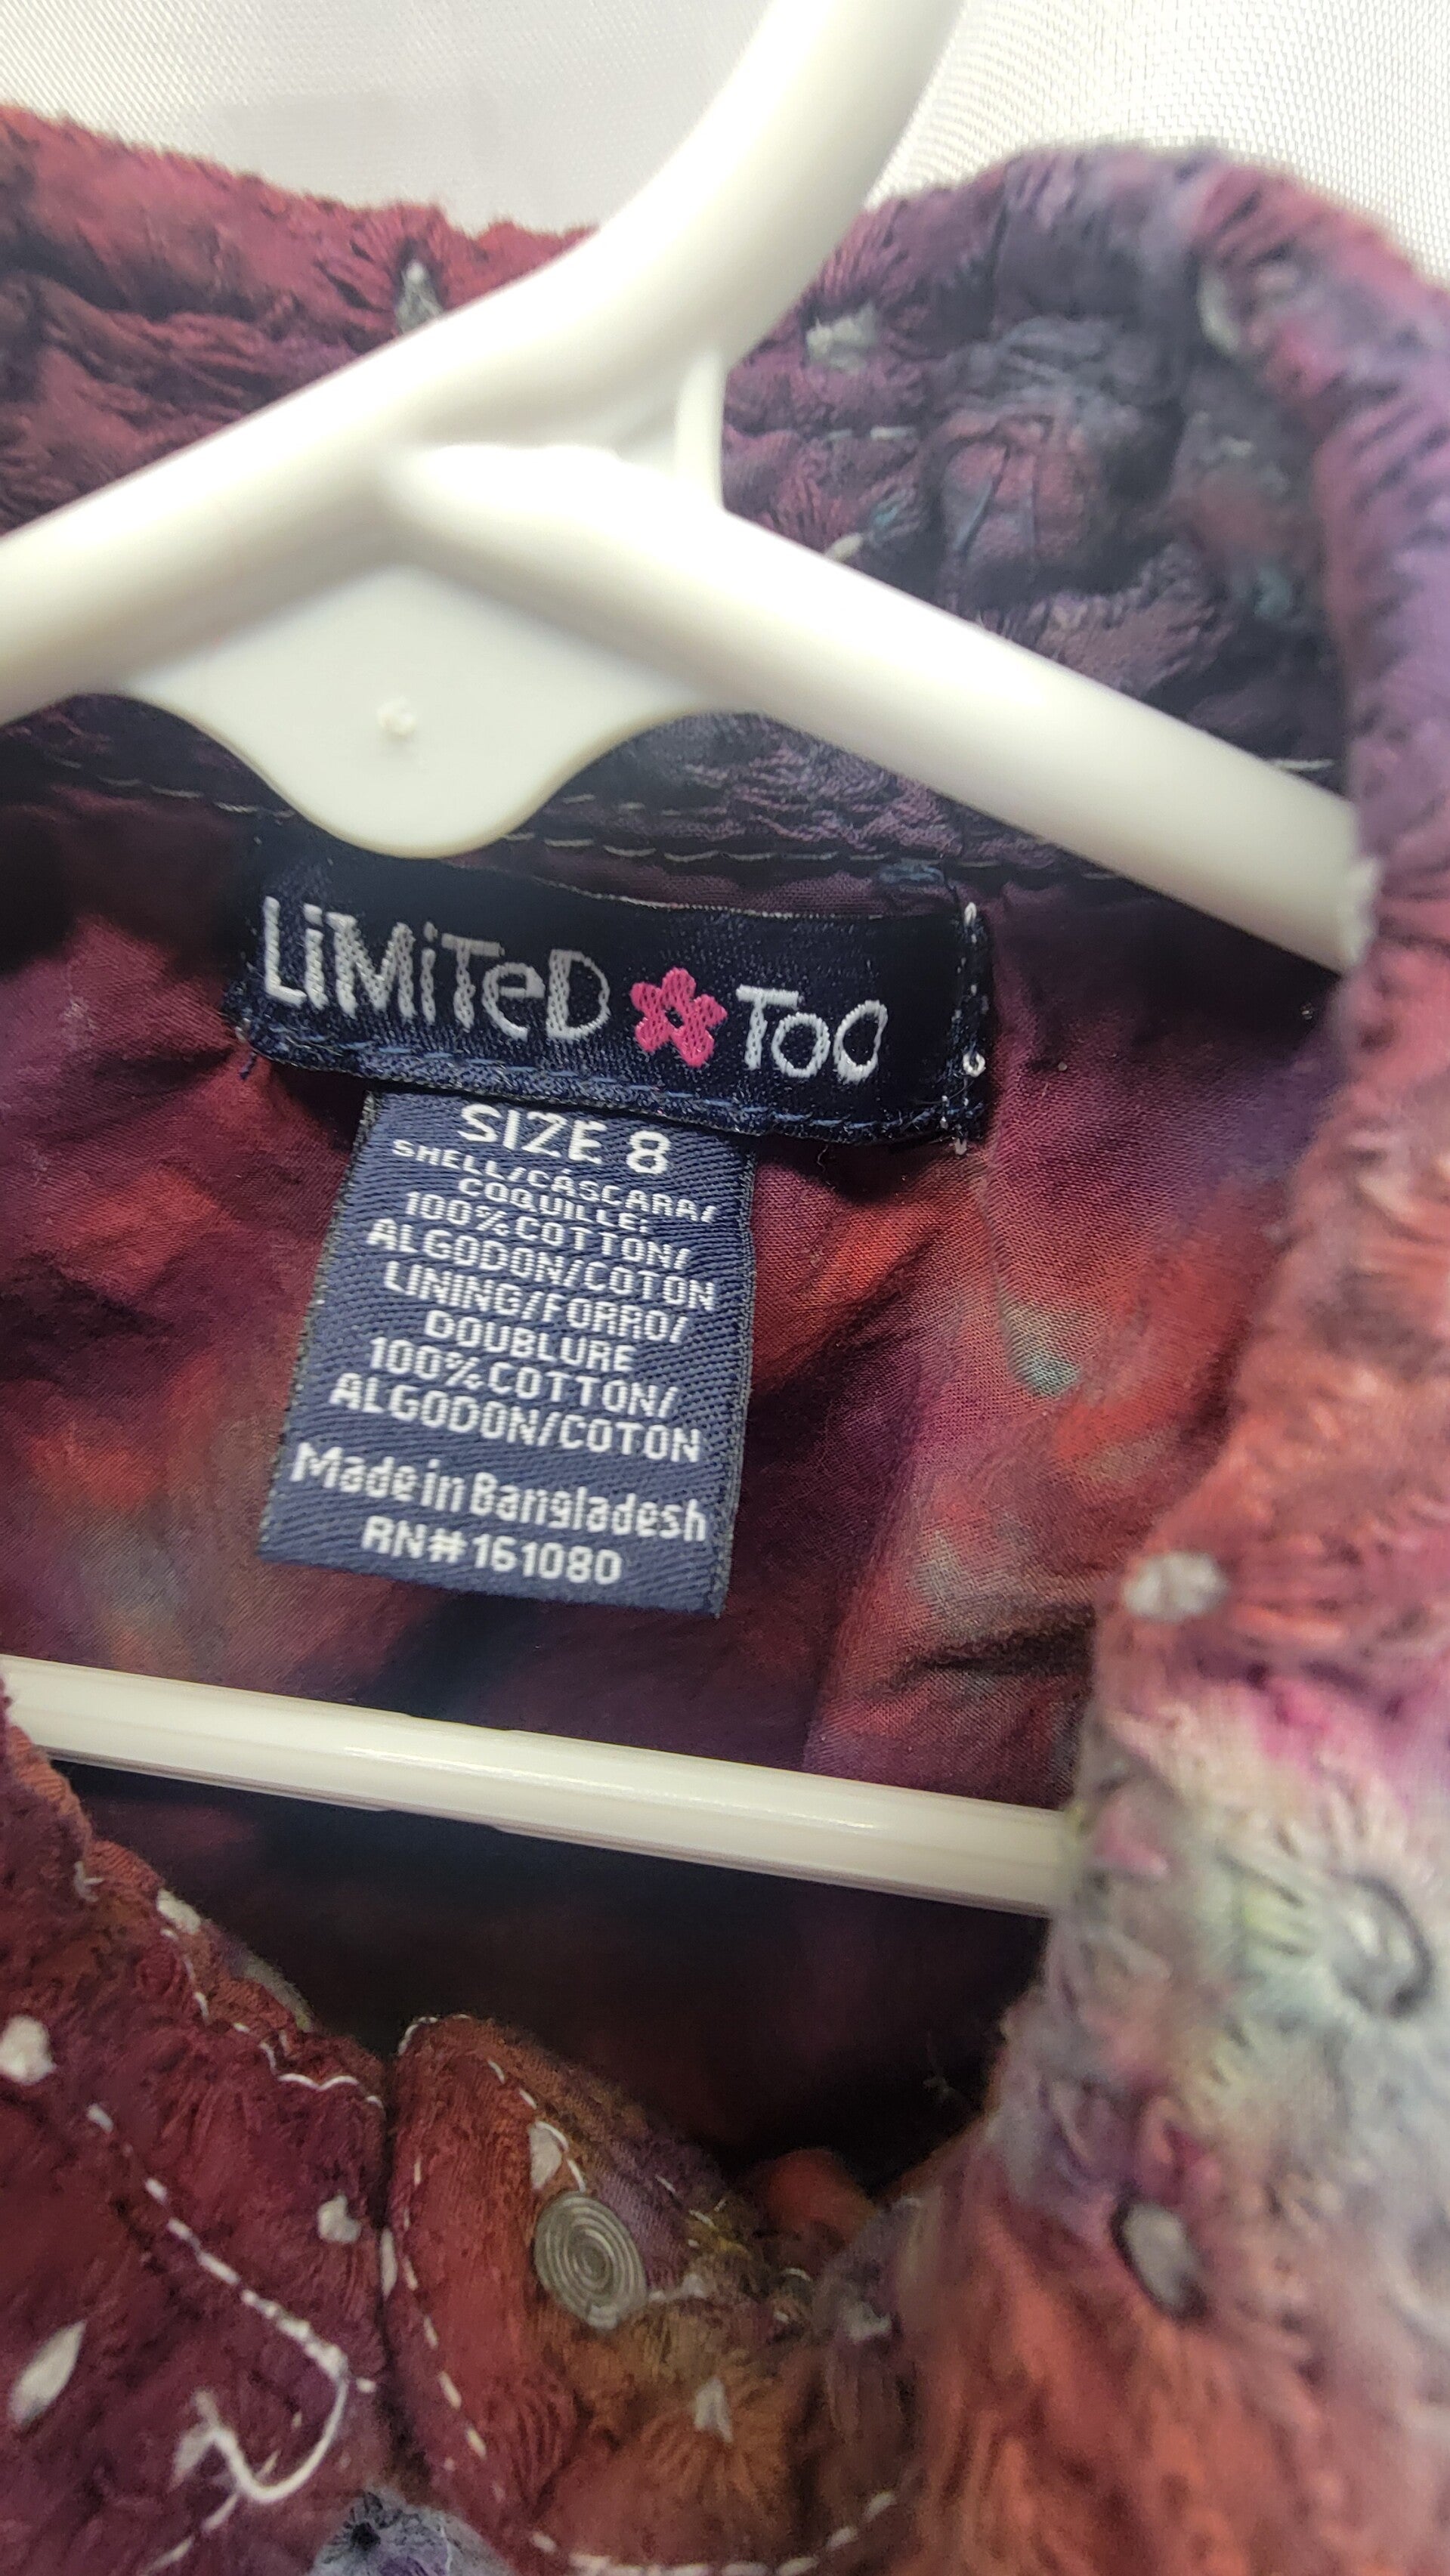 LiMiTeD Too
SIZE 8
SHELL/CÁSCARA/
COQUILLE:
100%COTTON/
ALGODON/COTON
LINING/FORRO/
DOUBLURE
100%COTTON/
ALGODON/COTON
Made in Bangladesh
RN#161080